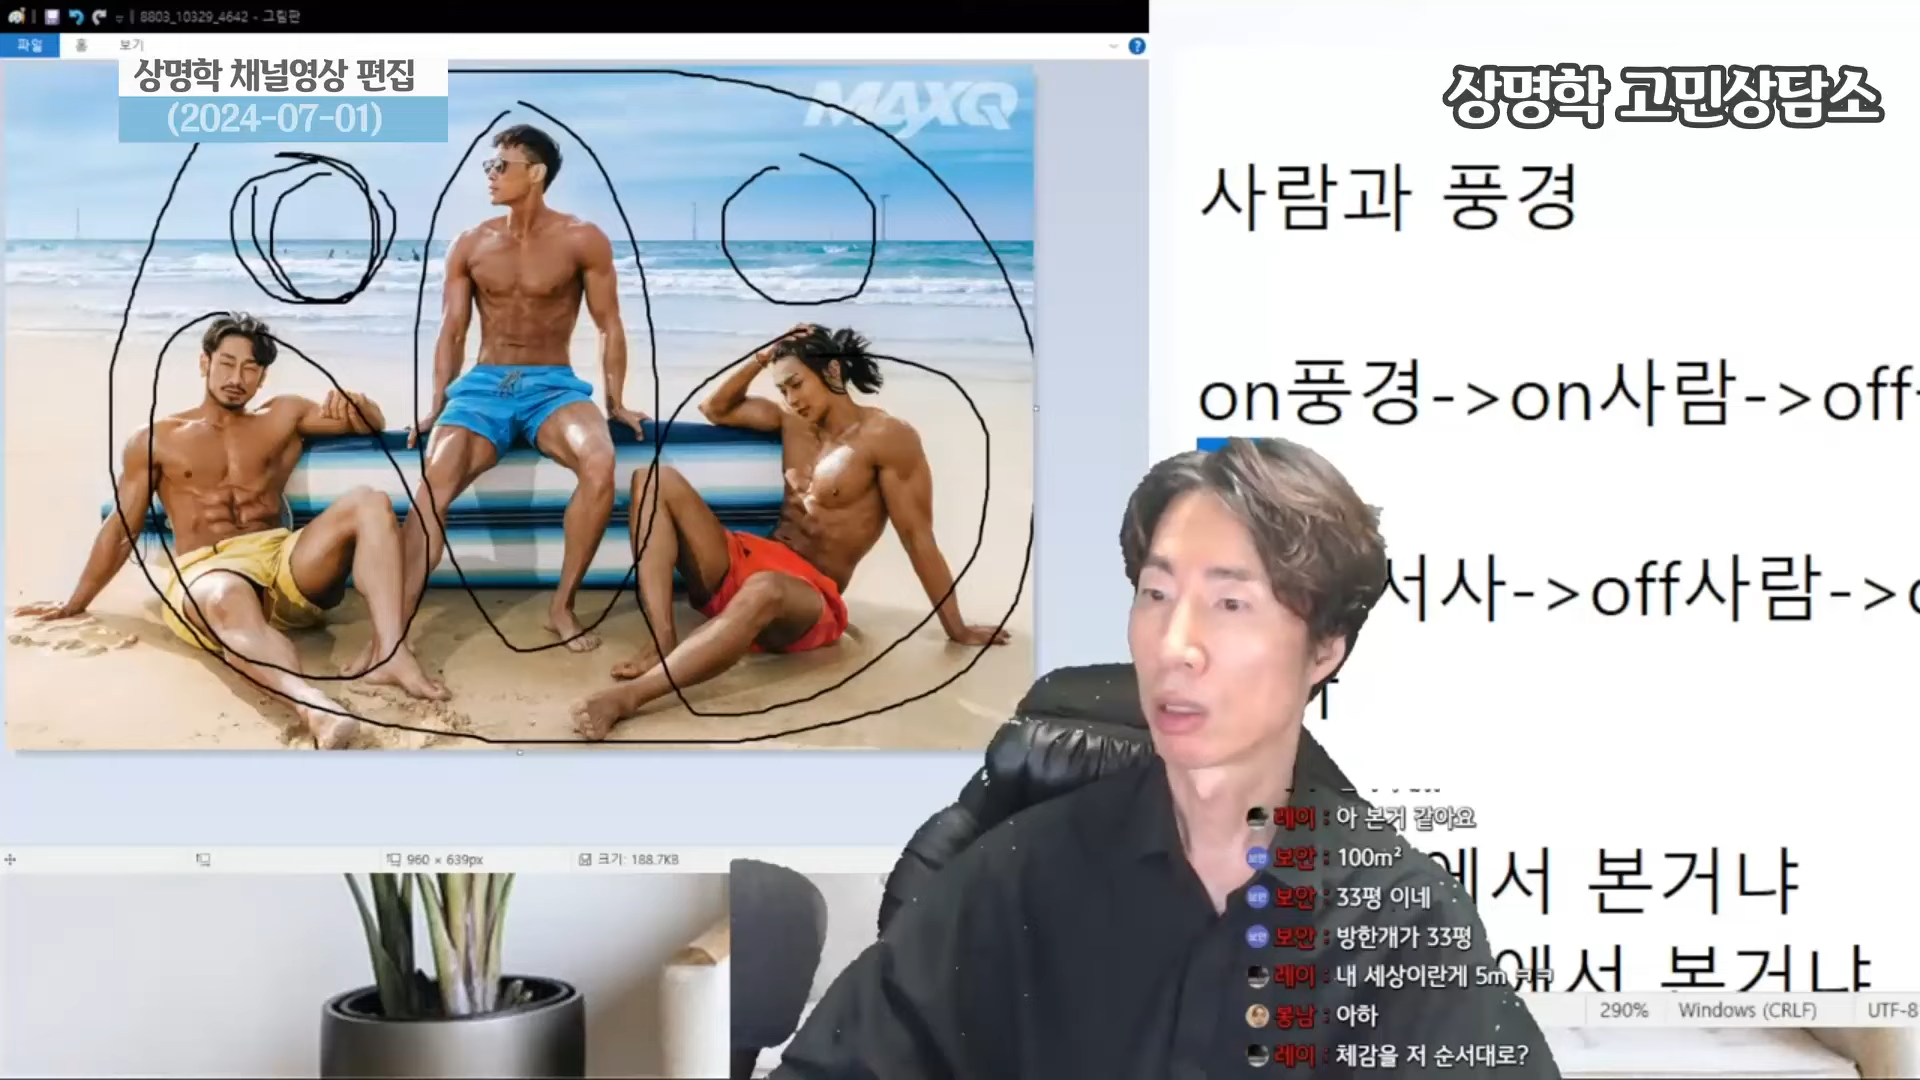 8803_10329_4642 - 그림판
파일 홈 보기
상명학 채널영상 편집
(2024-07-01)
MAXQ
960 × 639px
크기: 188.7KB
상명학 고민상담소
사람과 풍경
on풍경->on사람->off
서사->off사람->
에서 본거냐
에서 본거냐
레이 : 아 본거 같아요
보안 : 100m²
보안 : 33평 이네
보안 : 방한개가 33평
레이 : 내 세상이란게 5m ㅋㅋ
봉남 : 아하
레이 : 체감을 저 순서대로?
290% Windows (CRLF) UTF-8